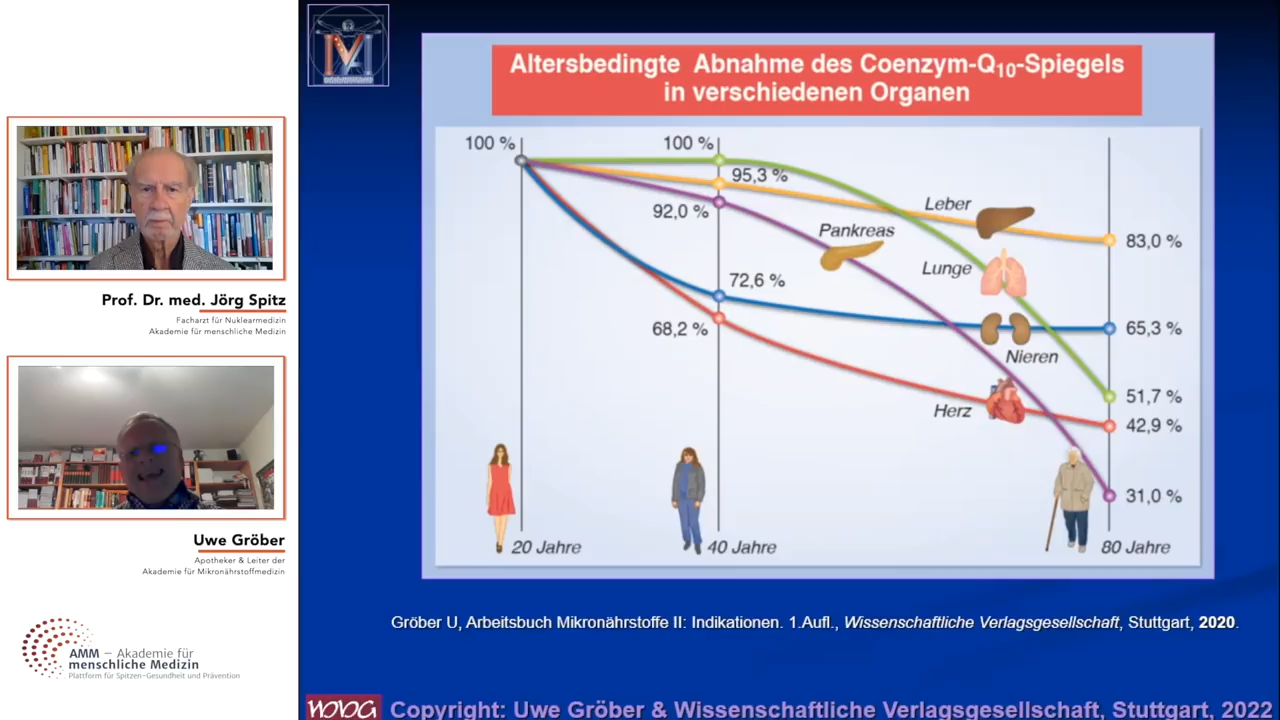 Altersbedingte Abnahme des Coenzym-Q10-Spiegels
in verschiedenen Organen
100 %
100 %
95,3 %
92,0 %
72,6 %
68,2 %
Leber
Pankreas
Lunge
Nieren
Herz
83,0 %
65,3 %
51,7 %
42,9 %
31,0 %
20 Jahre
40 Jahre
80 Jahre
Gröber U, Arbeitsbuch Mikronährstoffe II: Indikationen. 1.Aufl., Wissenschaftliche Verlagsgesellschaft, Stuttgart, 2020.
Copyright: Uwe Gröber & Wissenschaftliche Verlagsgesellschaft, Stuttgart, 2022
Prof. Dr. med. Jörg Spitz
Facharzt für Nuklearmedizin
Akademie für menschliche Medizin
Uwe Gröber
Apotheker & Leiter der
Akademie für Mikronährstoffmedizin
AMM – Akademie für
menschliche Medizin
Plattform für Spitzen-Gesundheit und Prävention